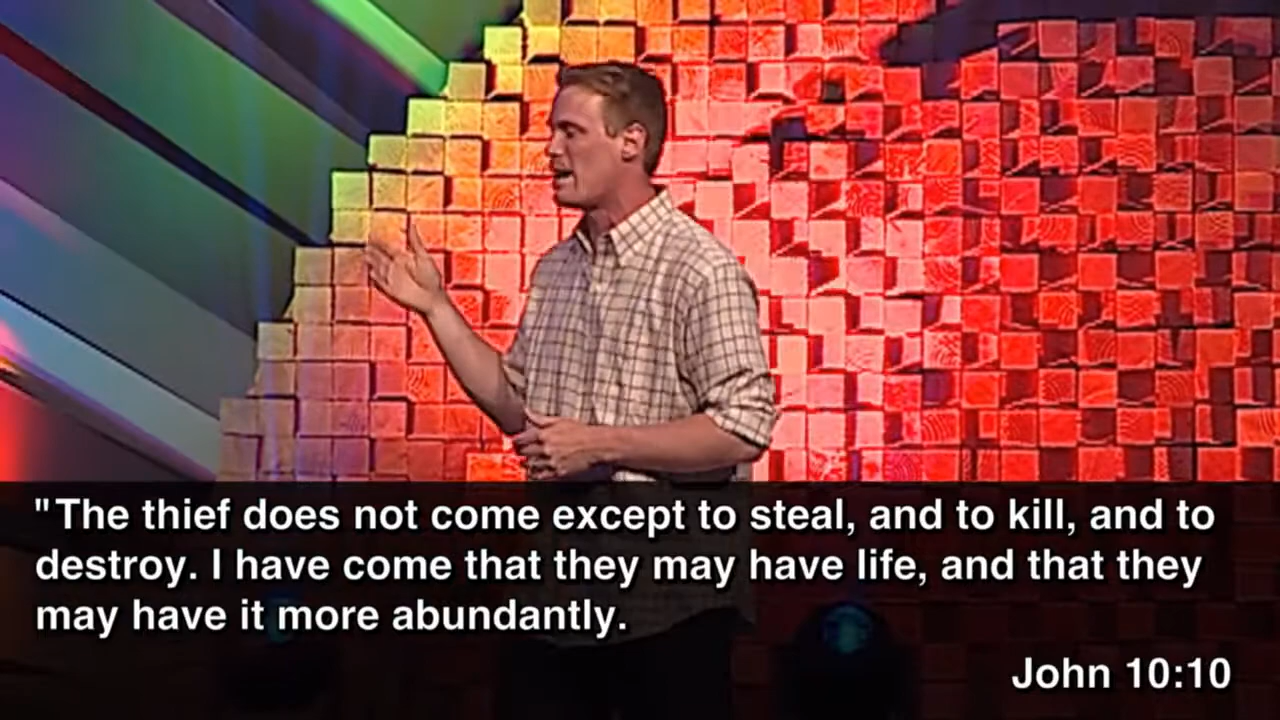 "The thief does not come except to steal, and to kill, and to
destroy. I have come that they may have life, and that they
may have it more abundantly.
John 10:10